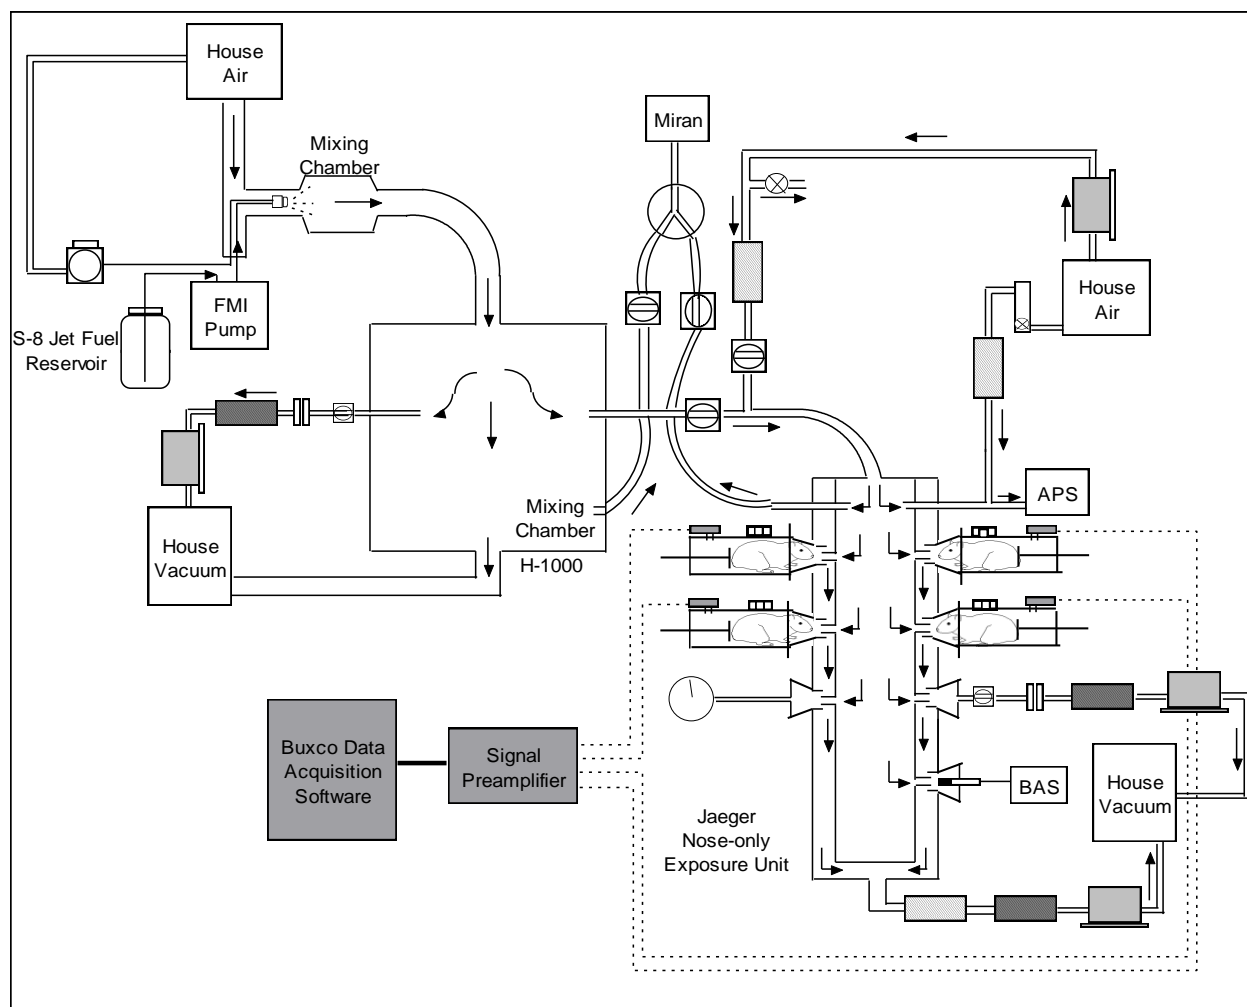 House
Air
Mixing
Chamber
Miran
FMI
Pump
S-8 Jet Fuel
Reservoir
House
Air
House
Vacuum
Mixing
Chamber
H-1000
APS
Buxco Data
Acquisition
Software
Signal
Preamplifier
Jaeger
Nose-only
Exposure Unit
BAS
House
Vacuum